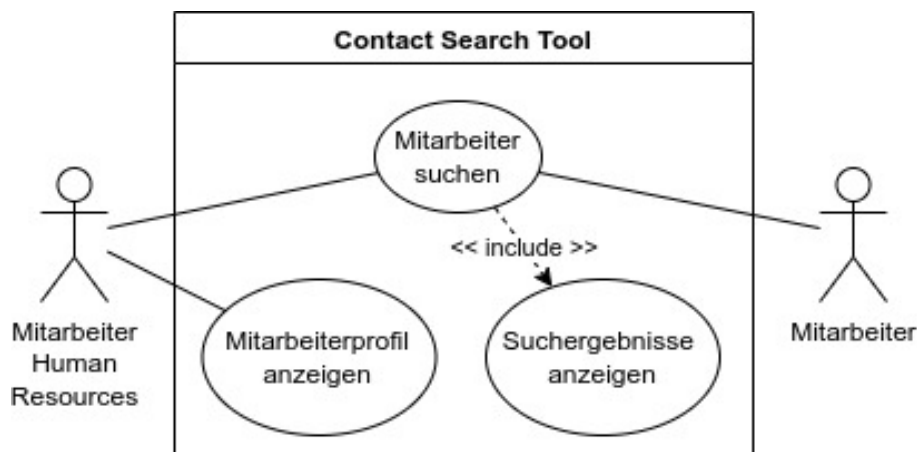 Contact Search Tool
Mitarbeiter
suchen
<< include >>
Mitarbeiter
Human
Resources
Mitarbeiterprofil
anzeigen
Suchergebnisse
anzeigen
Mitarbeiter